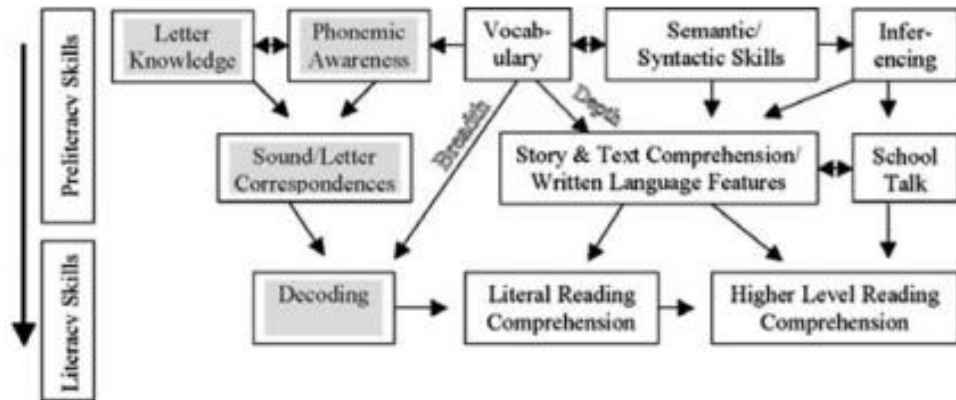 Preliteracy Skills
Literacy Skills
Letter
Knowledge
Phonemic
Awareness
Vocab-
ulary
Semantic/
Syntactic Skills
Infer-
encing
Breadth
Depth
Sound/Letter
Correspondences
Story & Text Comprehension/
Written Language Features
School
Talk
Decoding
Literal Reading
Comprehension
Higher Level Reading
Comprehension